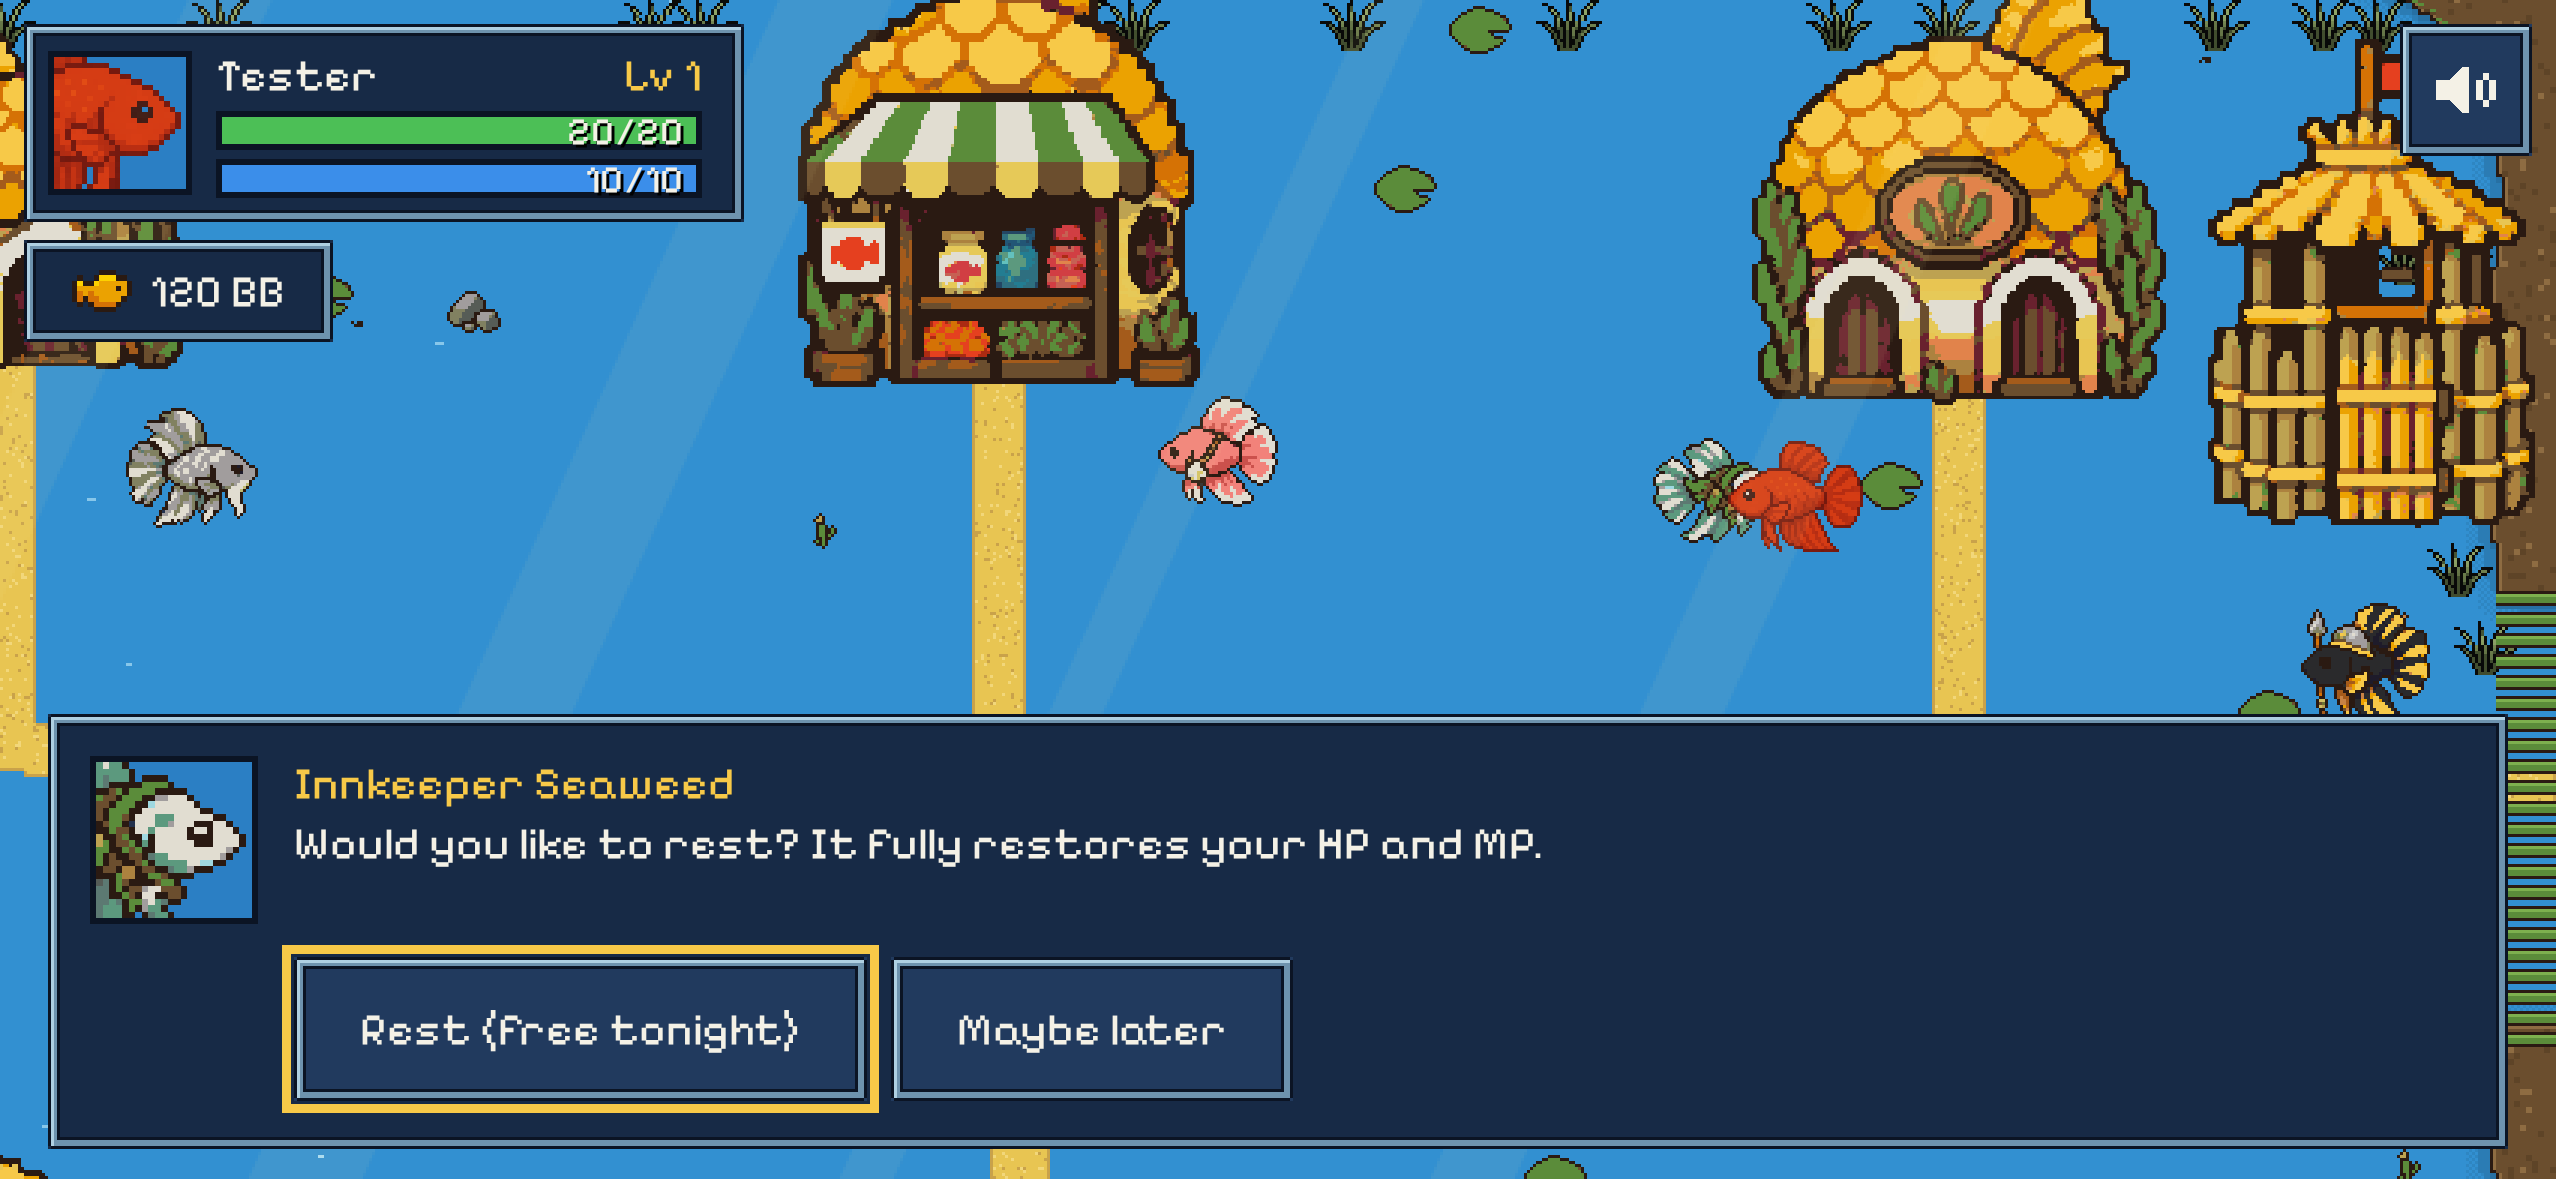 Tester
Lv 1
20/20
10/10
120 BB
Innkeeper Seaweed
Would you like to rest? It fully restores your HP and MP.
Rest (free tonight)
Maybe later